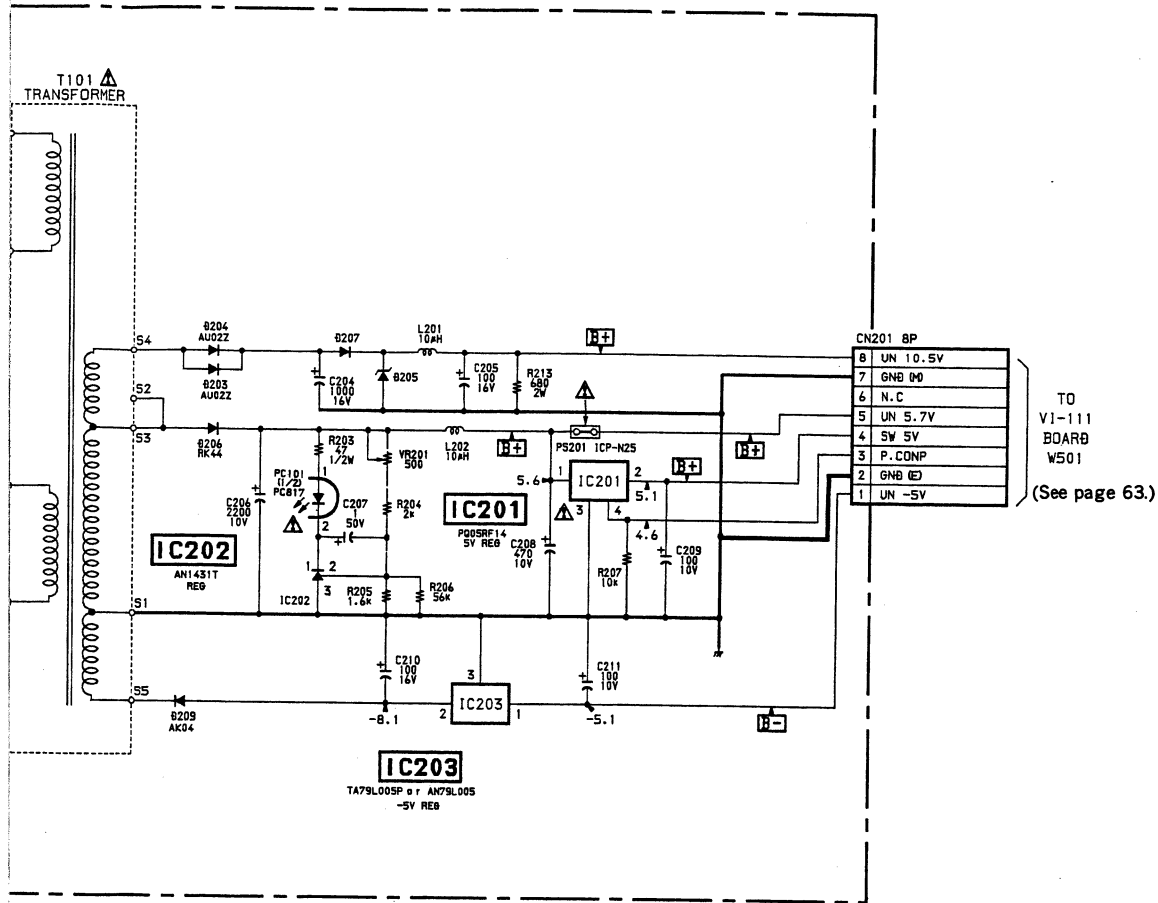 T101
TRANSFORMER
S4
D204
AU02Z
D203
AU02Z
D207
L201
10μH
B+
C204
1000
16V
D205
C205
100
16V
R213
680
2W
S2
S3
D206
RK44
R203
47
1/2W
VR201
500
L202
10μH
B+
PS201 ICP-N25
B+
PC101
(1/2)
PC817
1
2
C207
1
50V
R204
2k
C206
2200
10V
IC202
AN1431T
REG
IC201
PQ05RF14
5V REG
5.6
1
IC201
2
5.1
B+
3
4
4.6
C208
470
10V
R207
10k
C209
100
10V
1
2
3
IC202
R205
1.6k
R206
56k
S1
C210
100
16V
3
IC203
2
1
C211
100
10V
S5
D209
AK04
-8.1
-5.1
B-
IC203
TA79L005P or AN79L005
-5V REG
CN201 8P
8 UN 10.5V
7 GND (M)
6 N.C
5 UN 5.7V
4 SW 5V
3 P.CONP
2 GND (E)
1 UN -5V
TO
VI-111
BOARD
W501
(See page 63.)